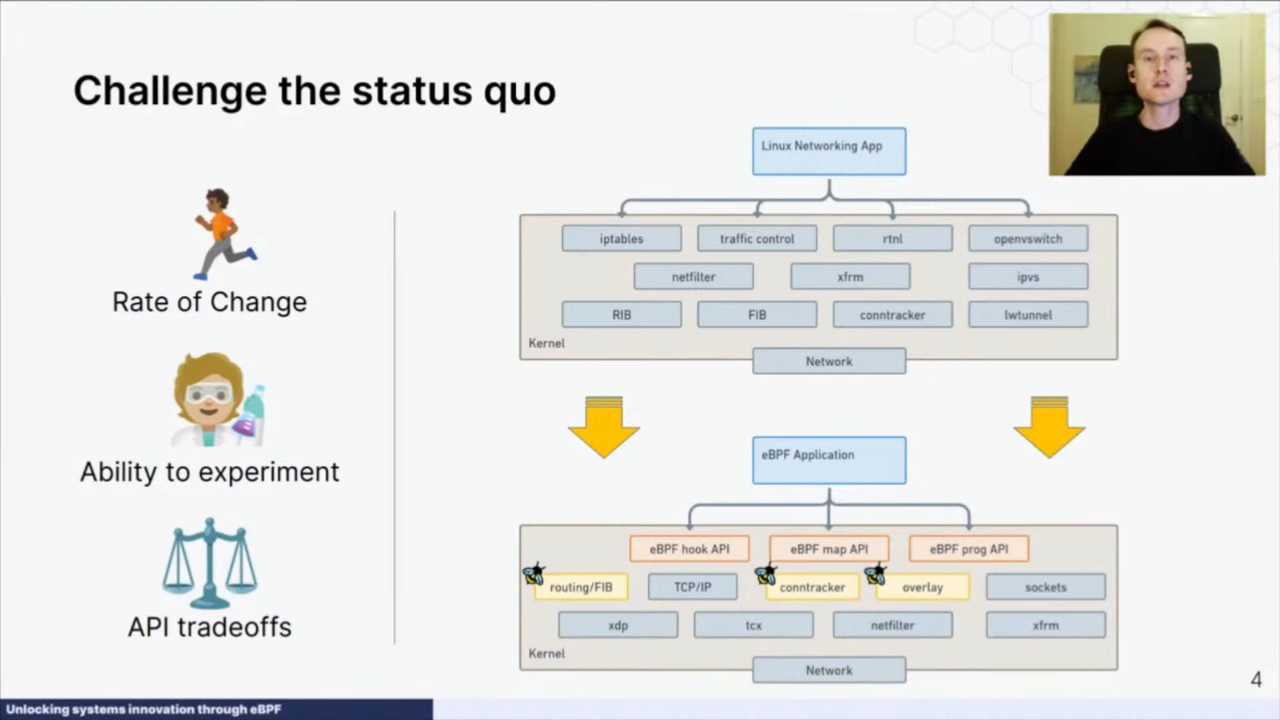 Challenge the status quo
Rate of Change
Ability to experiment
API tradeoffs
Linux Networking App
iptables
traffic control
rtnl
openvswitch
netfilter
xfrm
ipvs
RIB
FIB
conntracker
lwtunnel
Kernel
Network
eBPF Application
eBPF hook API
eBPF map API
eBPF prog API
routing/FIB
TCP/IP
conntracker
overlay
sockets
xdp
tcx
netfilter
xfrm
Kernel
Network
4
Unlocking systems innovation through eBPF